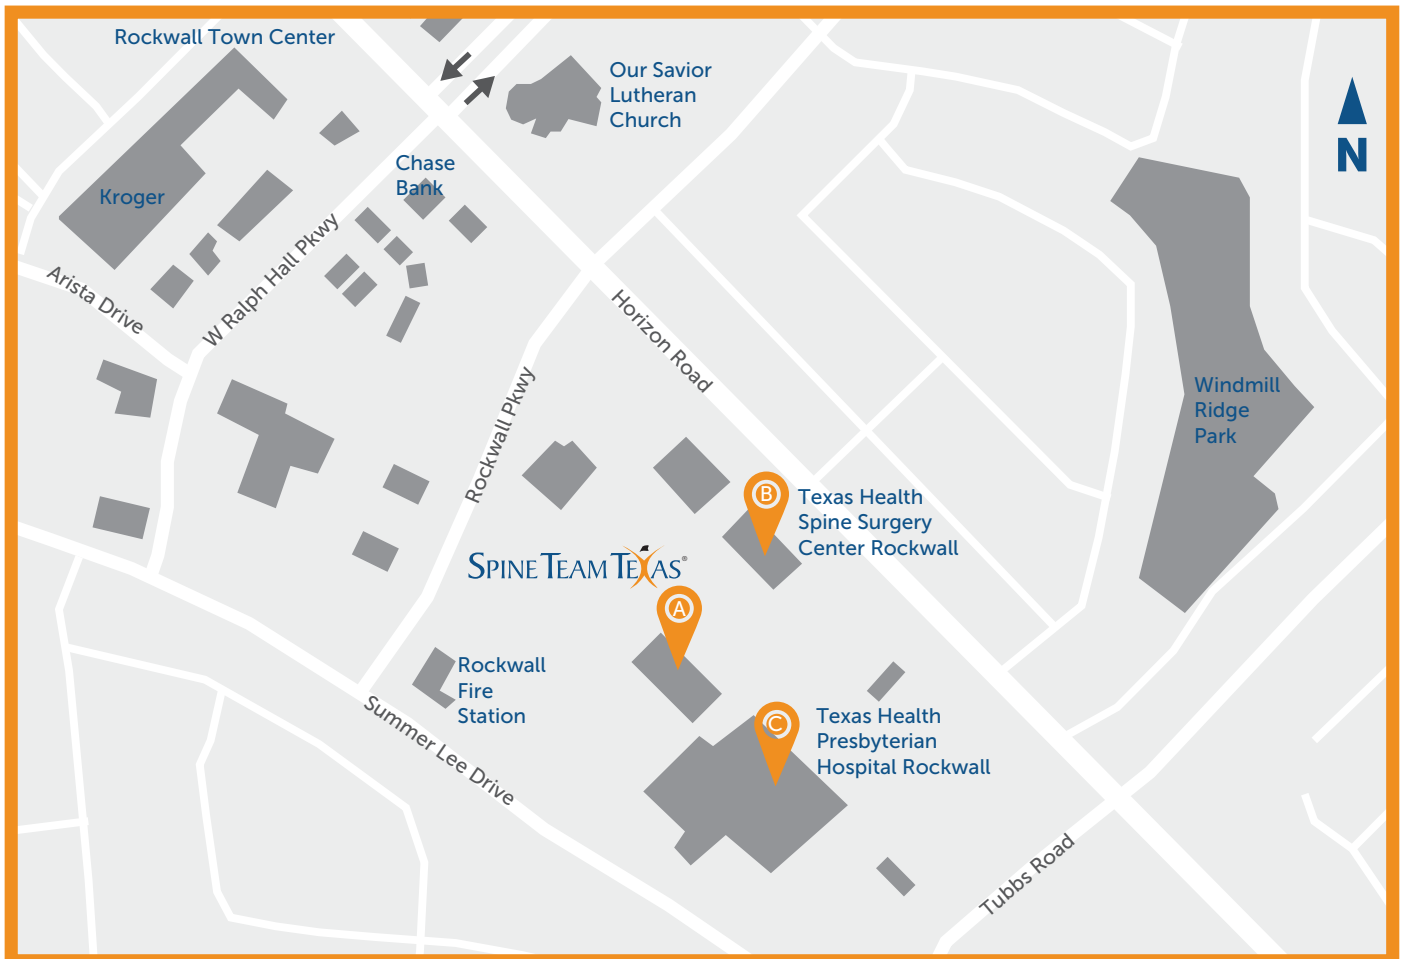 Rockwall Town Center
Our Savior
Lutheran
Church
N
Chase
Bank
Kroger
W Ralph Hall Pkwy
Arista Drive
Horizon Road
Rockwall Pkwy
Windmill
Ridge
Park
B
Texas Health
Spine Surgery
Center Rockwall
SPINE TEAM TEXAS®
A
Rockwall
Fire
Station
Summer Lee Drive
C
Texas Health
Presbyterian
Hospital Rockwall
Tubbs Road